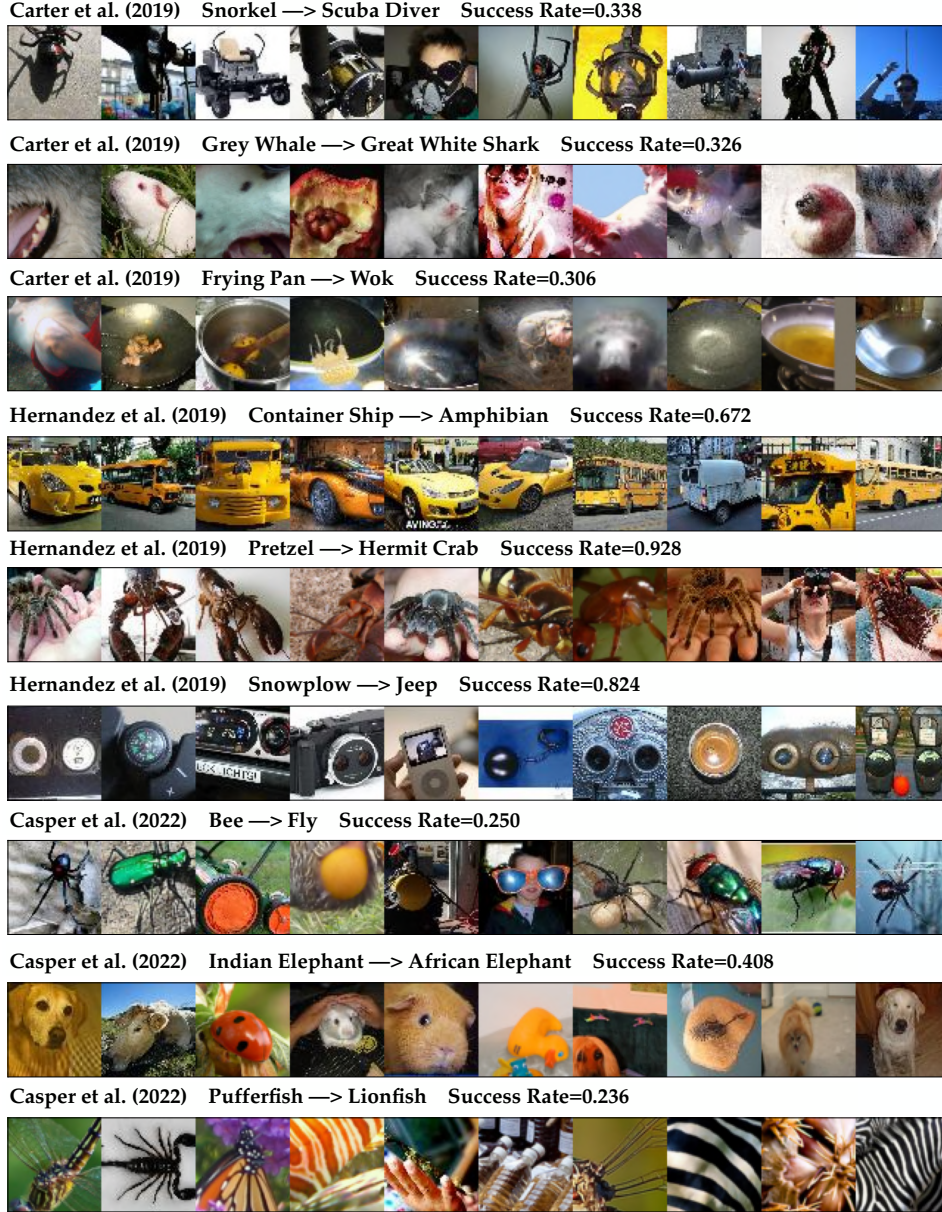 Carter et al. (2019) Snorkel —> Scuba Diver Success Rate=0.338
Carter et al. (2019) Grey Whale —> Great White Shark Success Rate=0.326
Carter et al. (2019) Frying Pan —> Wok Success Rate=0.306
Hernandez et al. (2019) Container Ship —> Amphibian Success Rate=0.672
AVING
Hernandez et al. (2019) Pretzel —> Hermit Crab Success Rate=0.928
Hernandez et al. (2019) Snowplow —> Jeep Success Rate=0.824
Casper et al. (2022) Bee —> Fly Success Rate=0.250
Casper et al. (2022) Indian Elephant —> African Elephant Success Rate=0.408
Casper et al. (2022) Pufferfish —> Lionfish Success Rate=0.236